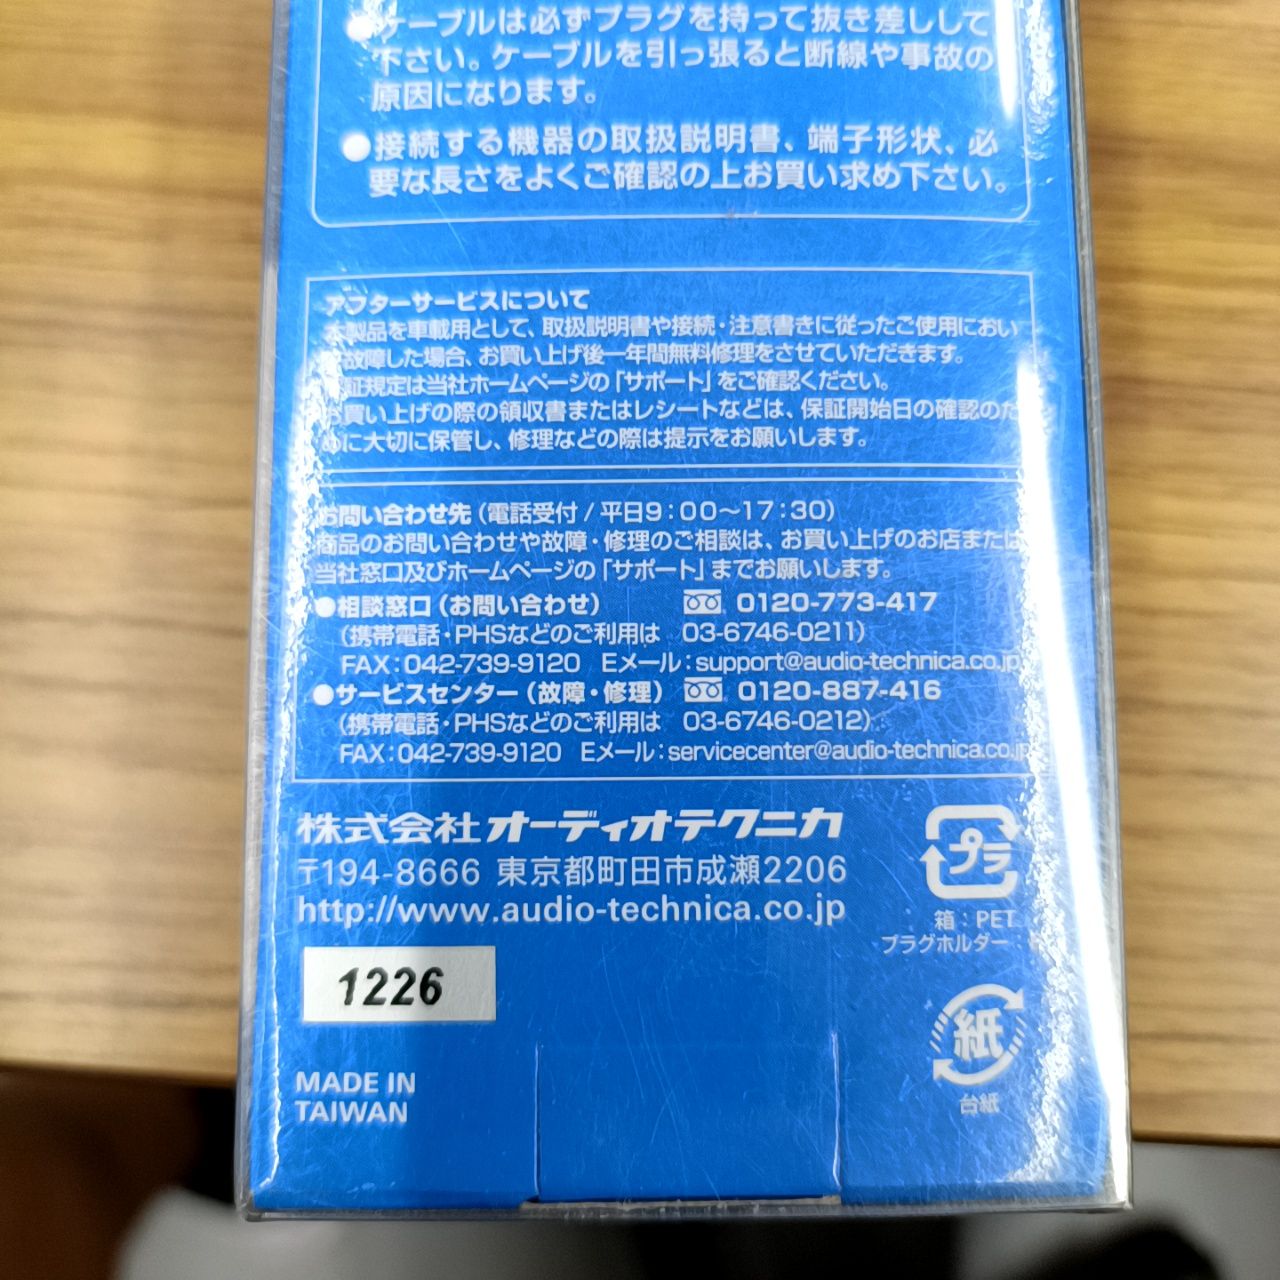 ●ケーブルは必ずプラグを持って抜き差しして
下さい。ケーブルを引っ張ると断線や事故の
原因になります。
●接続する機器の取扱説明書、端子形状、必
要な長さをよくご確認の上お買い求め下さい。
アフターサービスについて
本製品を車載用として、取扱説明書や接続・注意書きに従ったご使用におい
故障した場合、お買い上げ後一年間無料修理をさせていただきます。
証規定は当社ホームページの「サポート」をご確認ください。
お買い上げの際の領収書またはレシートなどは、保証開始日の確認のた
めに大切に保管し、修理などの際は提示をお願いします。
お問い合わせ先（電話受付/平日9：00〜17：30）
商品のお問い合わせや故障・修理のご相談は、お買い上げのお店または
当社窓口及びホームページの「サポート」までお願いします。
●相談窓口（お問い合わせ） 0120-773-417
（携帯電話・PHSなどのご利用は 03-6746-0211）
FAX：042-739-9120 Eメール：support@audio-technica.co.jp
●サービスセンター（故障・修理） 0120-887-416
（携帯電話・PHSなどのご利用は 03-6746-0212）
FAX：042-739-9120 Eメール：servicecenter@audio-technica.co.jp
株式会社オーディオテクニカ
〒194-8666 東京都町田市成瀬2206
http://www.audio-technica.co.jp
プラ
箱：PET
プラグホルダー：
1226
紙
台紙
MADE IN
TAIWAN